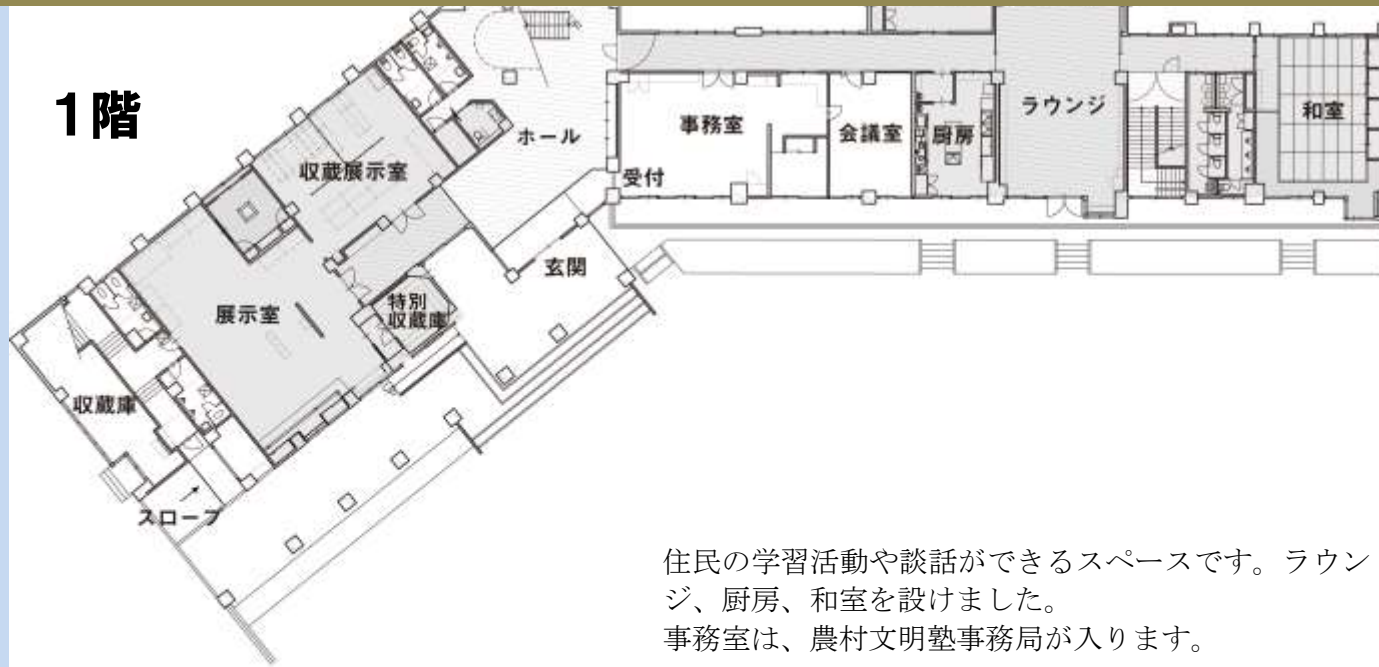 1階
ラウンジ
和室
事務室
会議室
厨房
ホール
収蔵展示室
受付
玄関
特別
収蔵庫
展示室
収蔵庫
スロープ
住民の学習活動や談話ができるスペースです。ラウン
ジ、厨房、和室を設けました。
事務室は、農村文明塾事務局が入ります。